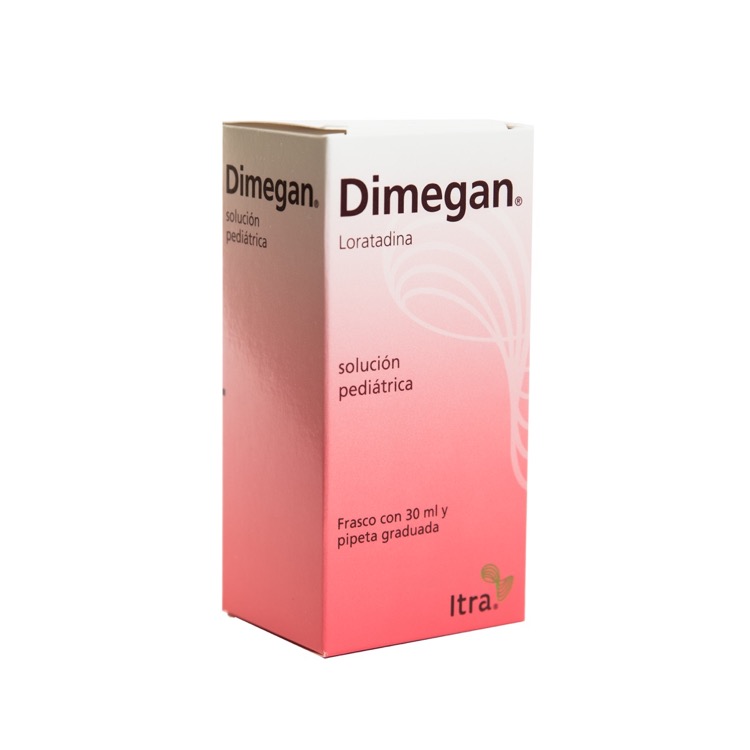 Dimegan®
solución
pediátrica
Dimegan®
Loratadina
solución
pediátrica
Frasco con 30 ml y
pipeta graduada
Itra®